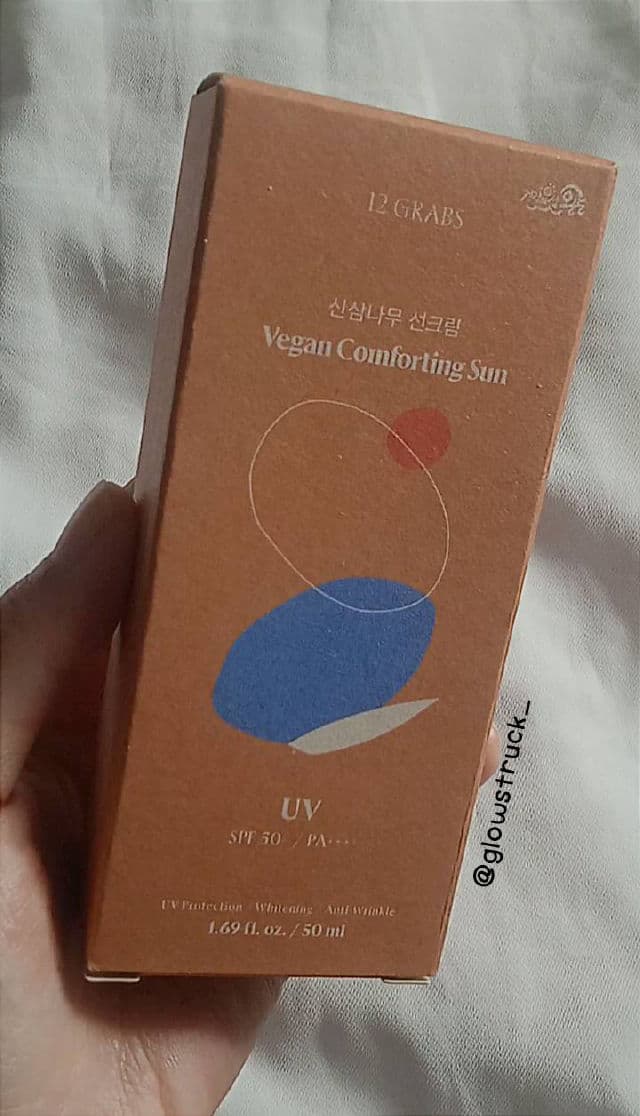 12 GRABS
산삼나무 선크림
Vegan Comforting Sun
UV
SPF 50 / PA
UV Protection Whitening Anti Wrinkle
1.69 fl. oz. / 50 ml
@glowstruck_